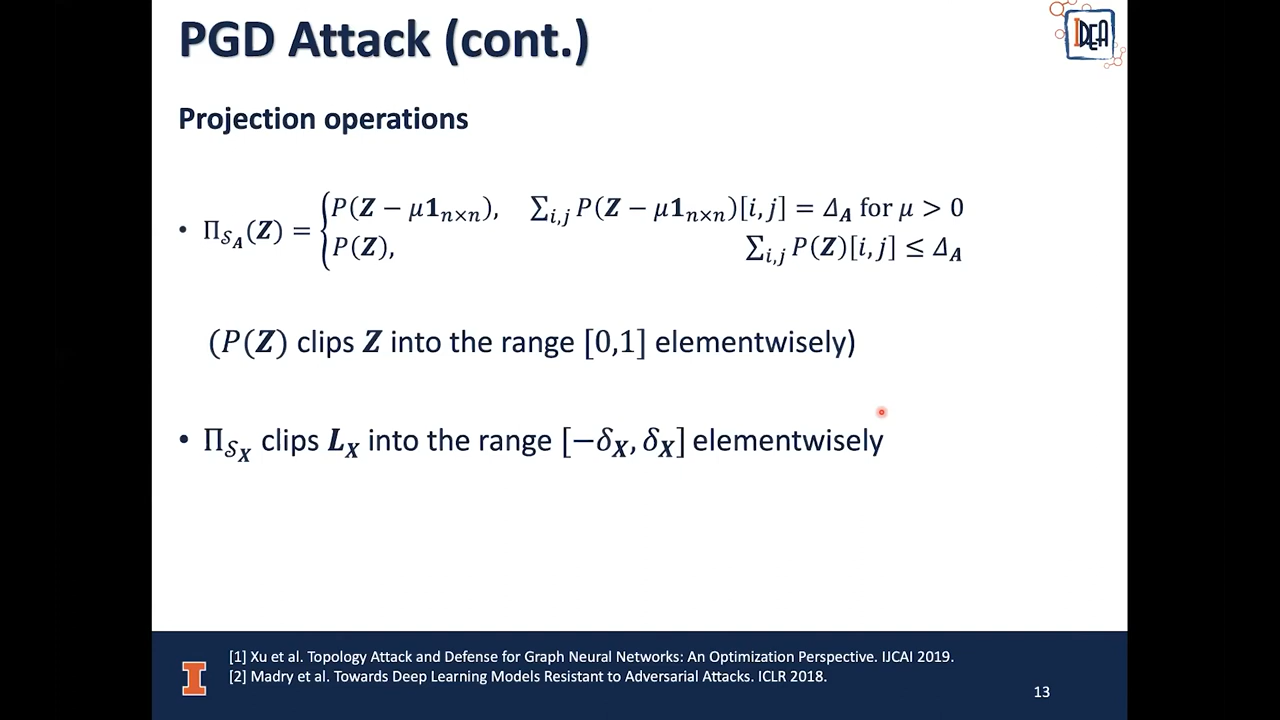 PGD Attack (cont.)
IDEA
Projection operations
• Π_{𝒮_A}(Z) = { P(Z − μ1_{n×n}), ∑_{i,j} P(Z − μ1_{n×n})[i, j] = Δ_A for μ > 0
P(Z), ∑_{i,j} P(Z)[i, j] ≤ Δ_A
(P(Z) clips Z into the range [0,1] elementwisely)
• Π_{𝒮_X} clips L_X into the range [−δ_X, δ_X] elementwisely
[1] Xu et al. Topology Attack and Defense for Graph Neural Networks: An Optimization Perspective. IJCAI 2019.
[2] Madry et al. Towards Deep Learning Models Resistant to Adversarial Attacks. ICLR 2018.
I
13